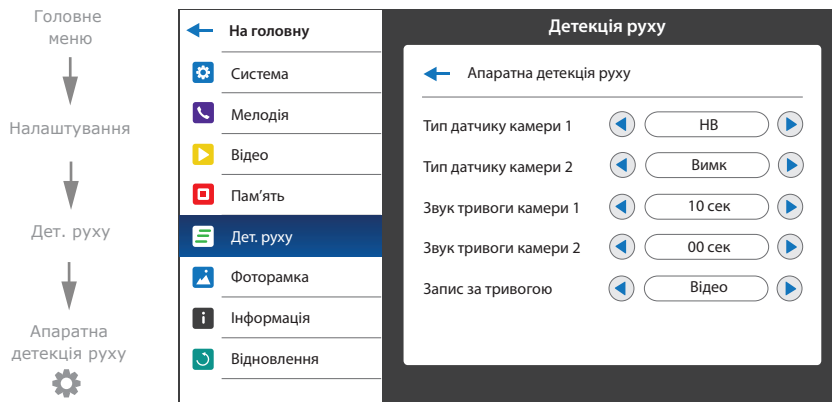 Головне
меню
Налаштування
Дет. руху
Апаратна
детекція руху
На головну
Система
Мелодія
Відео
Пам’ять
Дет. руху
Фоторамка
Інформація
Відновлення
Детекція руху
Апаратна детекція руху
Тип датчику камери 1 НВ
Тип датчику камери 2 Вимк
Звук тривоги камери 1 10 сек
Звук тривоги камери 2 00 сек
Запис за тривогою Відео